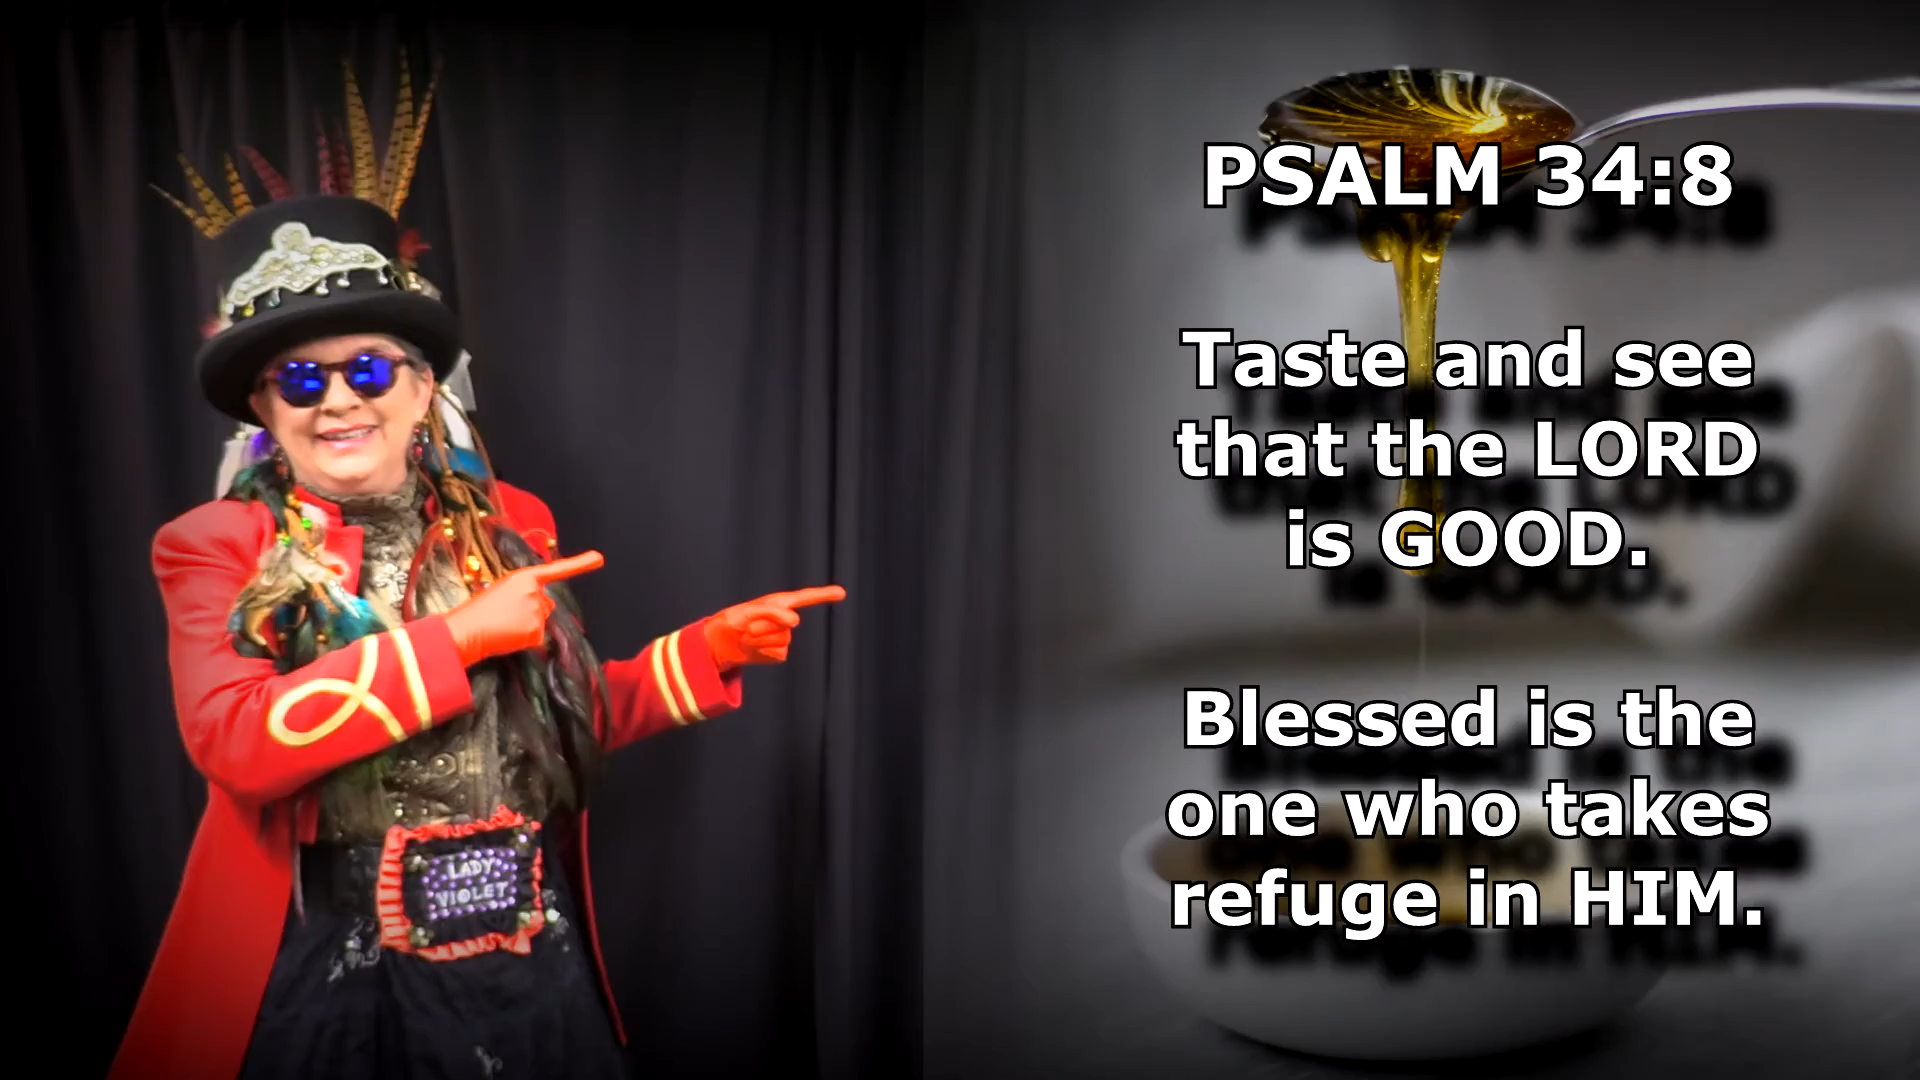 PSALM 34:8
Taste and see
that the LORD
is GOOD.
Blessed is the
one who takes
refuge in HIM.
LADY
VIOLET